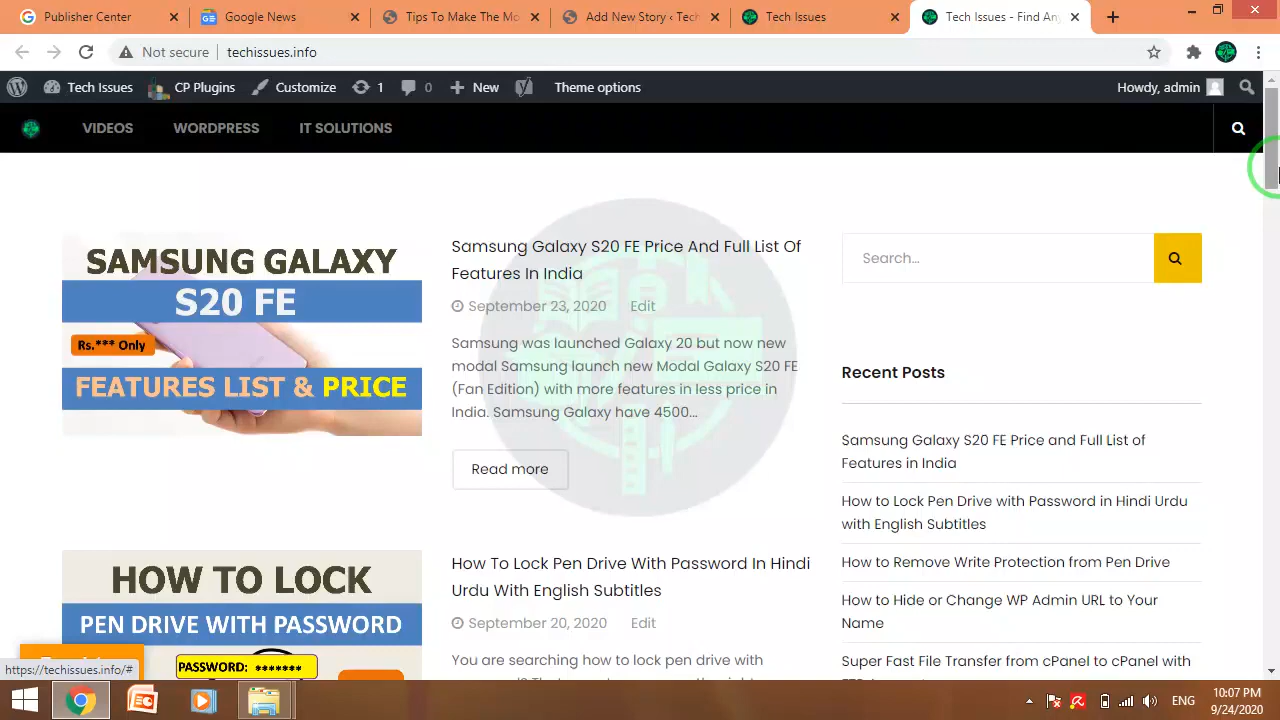 Publisher Center
Google News
Tips To Make The Mo
Add New Story ‹ Tech
Tech Issues
Tech Issues - Find Any
Not secure
techissues.info
Tech Issues
CP Plugins
Customize
1
0
New
Theme options
Howdy, admin
VIDEOS
WORDPRESS
IT SOLUTIONS
SAMSUNG GALAXY
S20 FE
Rs.*** Only
FEATURES LIST & PRICE
Samsung Galaxy S20 FE Price And Full List Of
Features In India
September 23, 2020 Edit
Samsung was launched Galaxy 20 but now new
modal Samsung launch new Modal Galaxy S20 FE
(Fan Edition) with more features in less price in
India. Samsung Galaxy have 4500...
Read more
Search...
Recent Posts
Samsung Galaxy S20 FE Price and Full List of
Features in India
How to Lock Pen Drive with Password in Hindi Urdu
with English Subtitles
How to Remove Write Protection from Pen Drive
How to Hide or Change WP Admin URL to Your
Name
Super Fast File Transfer from cPanel to cPanel with
HOW TO LOCK
PEN DRIVE WITH PASSWORD
PASSWORD: *******
How To Lock Pen Drive With Password In Hindi
Urdu With English Subtitles
September 20, 2020 Edit
You are searching how to lock pen drive with
https://techissues.info/#
ENG
10:07 PM
9/24/2020